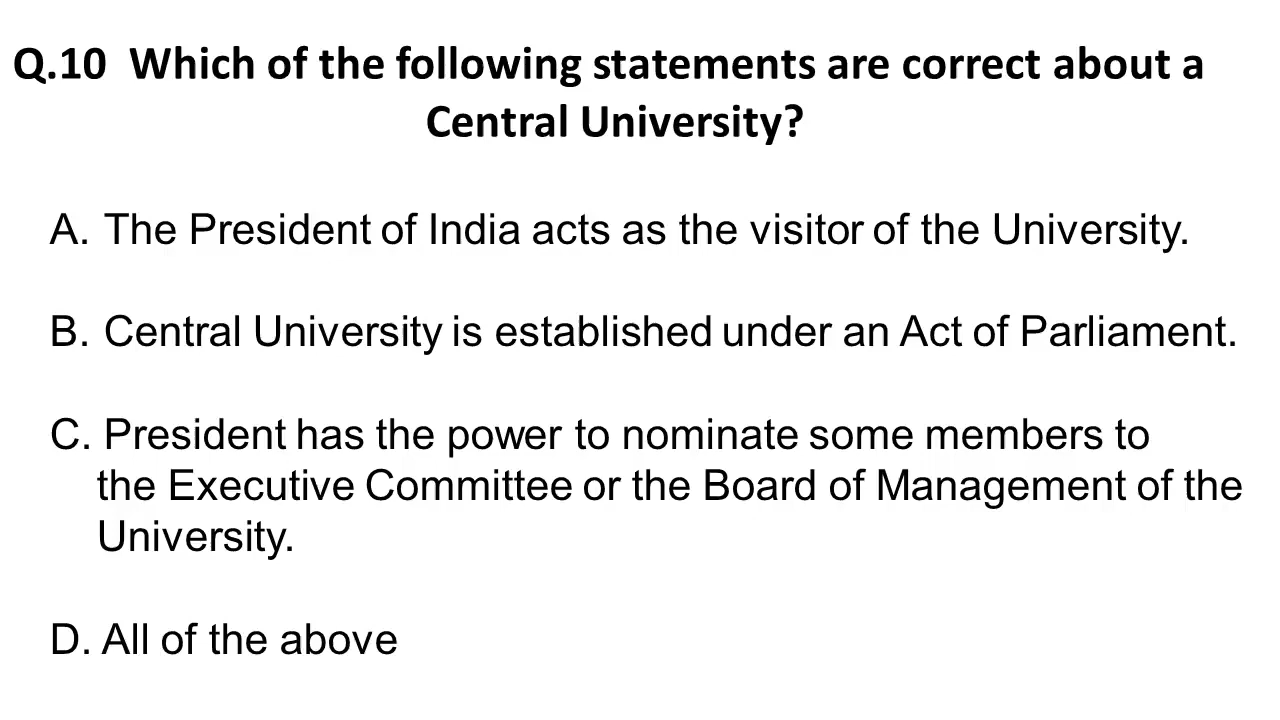 Q.10 Which of the following statements are correct about a
Central University?
A. The President of India acts as the visitor of the University.
B. Central University is established under an Act of Parliament.
C. President has the power to nominate some members to
the Executive Committee or the Board of Management of the
University.
D. All of the above